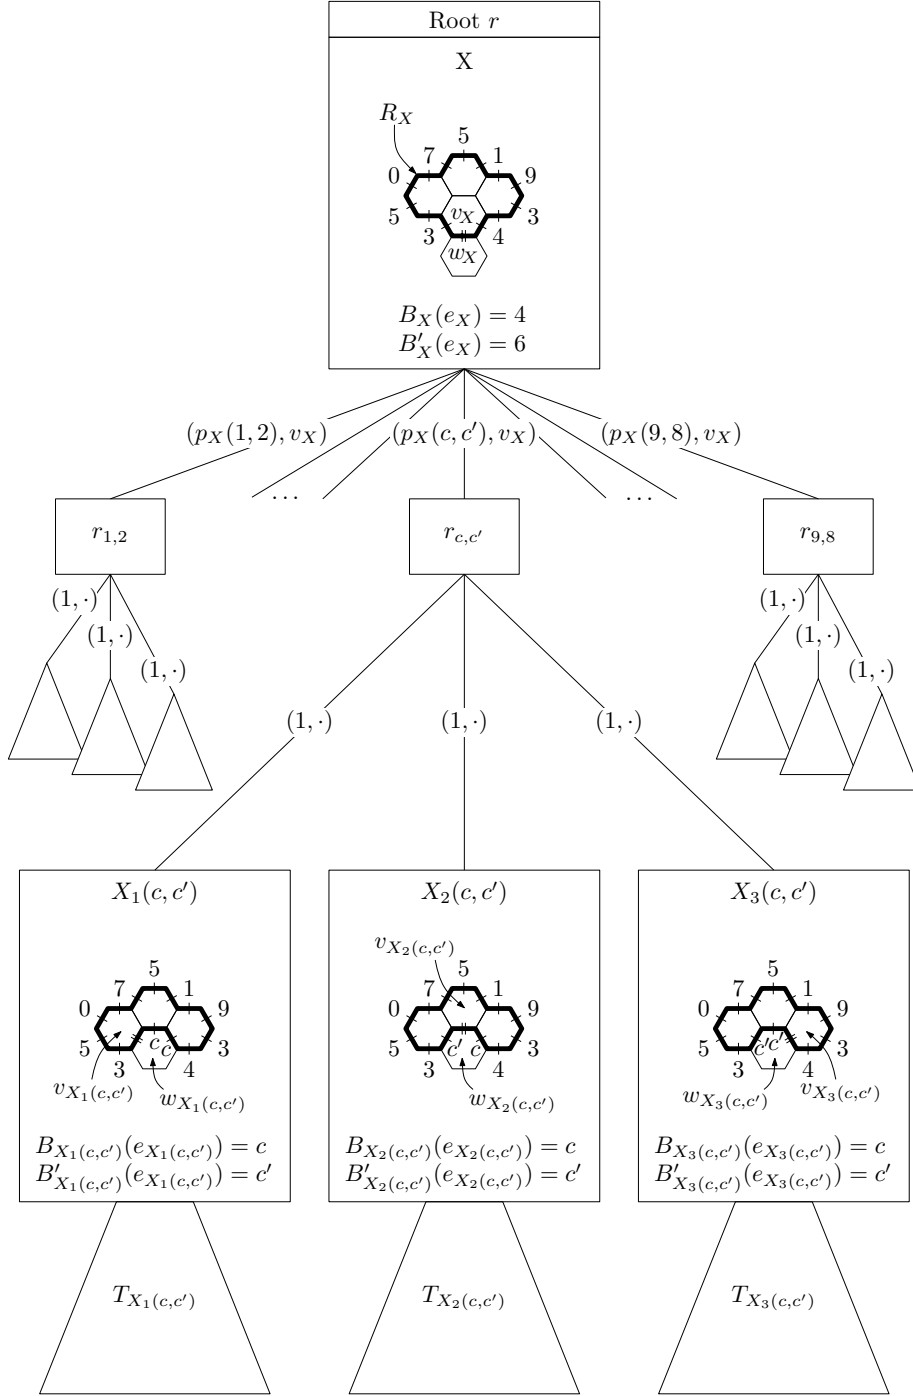 Root r
X
R_X
5
7 1
0 9
5 3
v_X
3 4
w_X
B_X(e_X) = 4
B′_X(e_X) = 6
(p_X(1, 2), v_X) (p_X(c, c′), v_X) (p_X(9, 8), v_X)
... ...
r_{1,2} r_{c,c′} r_{9,8}
(1, ·) (1, ·)
(1, ·) (1, ·)
(1, ·) (1, ·)
(1, ·) (1, ·) (1, ·)
X_1(c, c′) X_2(c, c′) X_3(c, c′)
v_{X_2(c,c′)}
5 5 5
7 1 7 1 7 1
0 9 0 9 0 9
5 c c 3 5 c′ c 3 5 c′ c′ 3
3 4 3 4 3 4
v_{X_1(c,c′)} w_{X_1(c,c′)} w_{X_2(c,c′)} w_{X_3(c,c′)} v_{X_3(c,c′)}
B_{X_1(c,c′)}(e_{X_1(c,c′)}) = c B_{X_2(c,c′)}(e_{X_2(c,c′)}) = c B_{X_3(c,c′)}(e_{X_3(c,c′)}) = c
B′_{X_1(c,c′)}(e_{X_1(c,c′)}) = c′ B′_{X_2(c,c′)}(e_{X_2(c,c′)}) = c′ B′_{X_3(c,c′)}(e_{X_3(c,c′)}) = c′
T_{X_1(c,c′)} T_{X_2(c,c′)} T_{X_3(c,c′)}